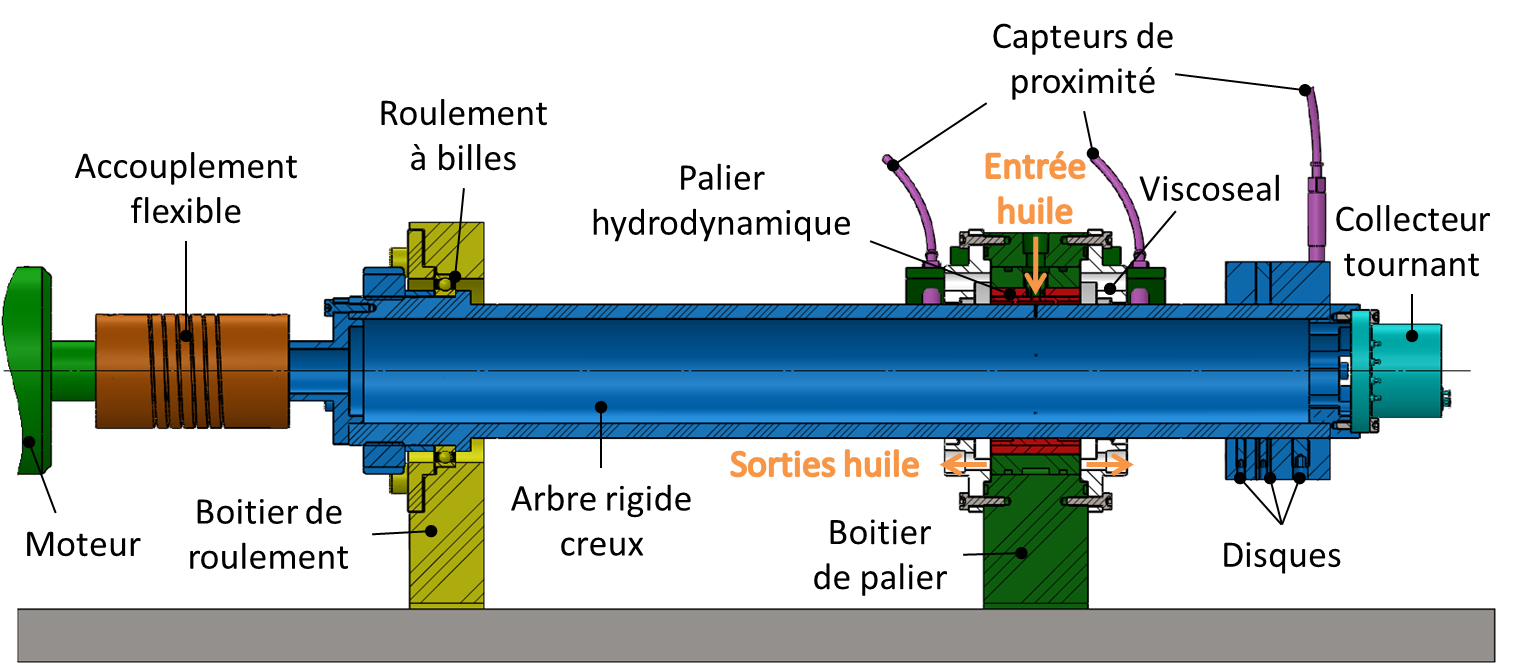 Capteurs de
proximité
Roulement
à billes
Accouplement
flexible
Palier
hydrodynamique
Entrée
huile
Viscoseal
Collecteur
tournant
Sorties huile
Arbre rigide
creux
Boitier de
roulement
Moteur
Boitier
de palier
Disques